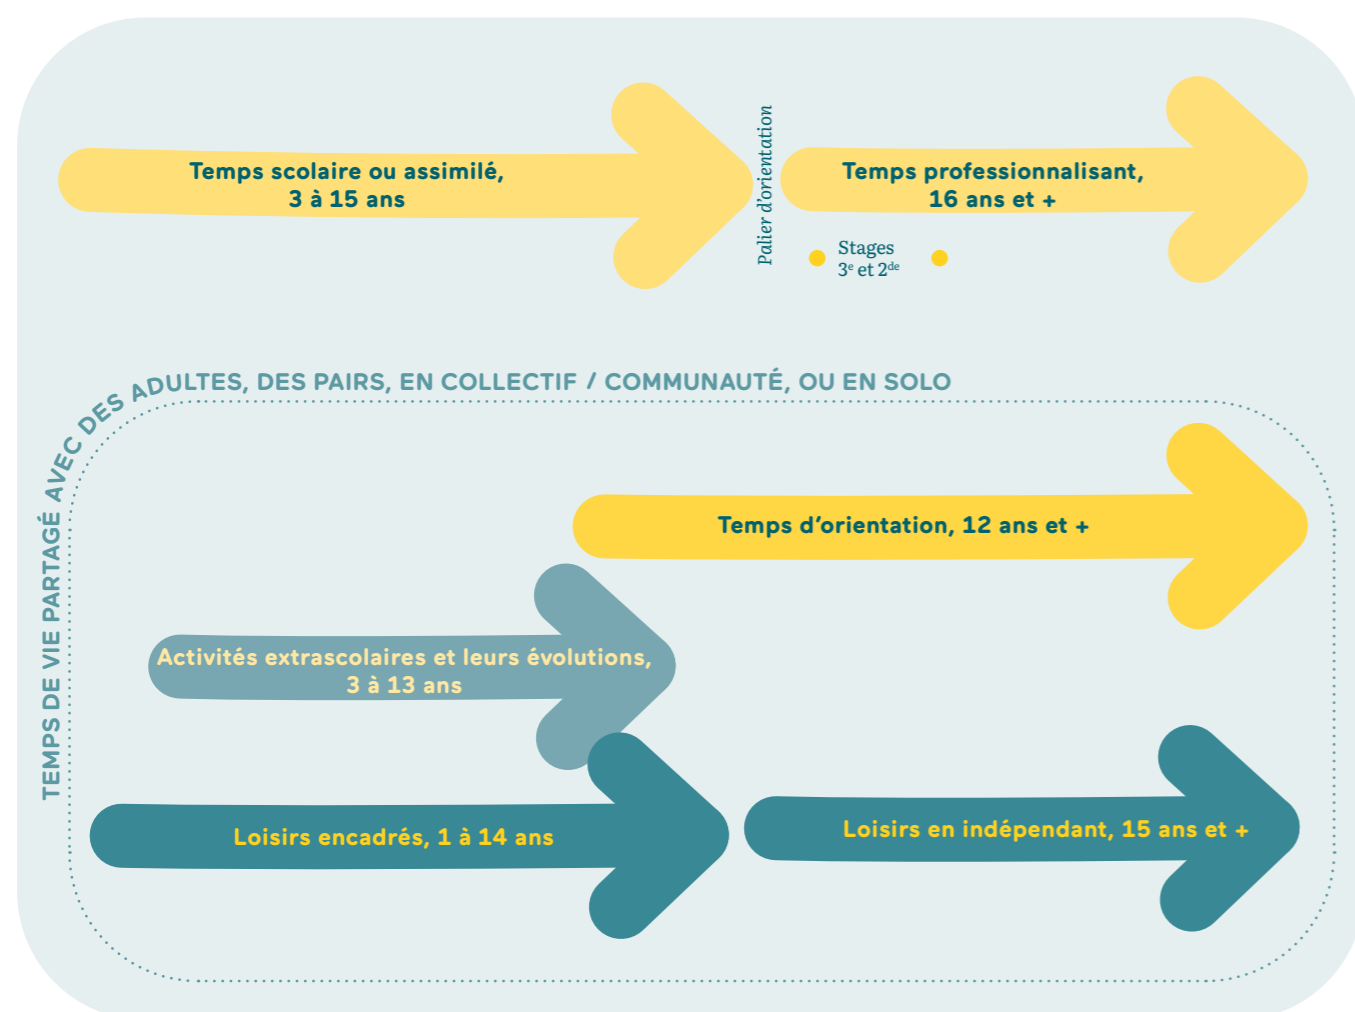 Temps scolaire ou assimilé,
3 à 15 ans
Palier d'orientation
Temps professionnalisant,
16 ans et +
Stages
3e et 2de
TEMPS DE VIE PARTAGÉ AVEC DES ADULTES, DES PAIRS, EN COLLECTIF / COMMUNAUTÉ, OU EN SOLO
Temps d’orientation, 12 ans et +
Activités extrascolaires et leurs évolutions,
3 à 13 ans
Loisirs encadrés, 1 à 14 ans
Loisirs en indépendant, 15 ans et +